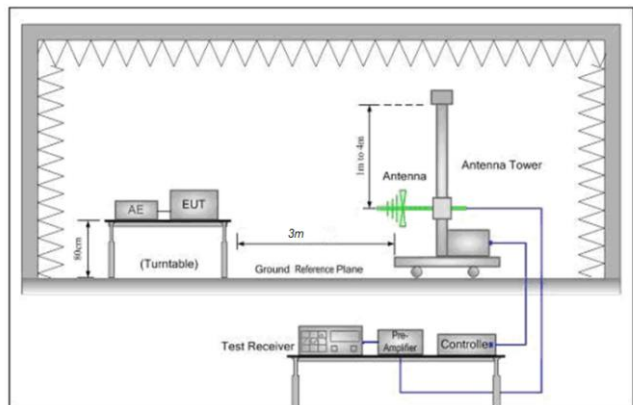 1m to 4m
Antenna
Antenna Tower
AE
EUT
80cm
(Turntable)
3m
Ground Reference Plane
Test Receiver
Pre-
Amplifier
Controller